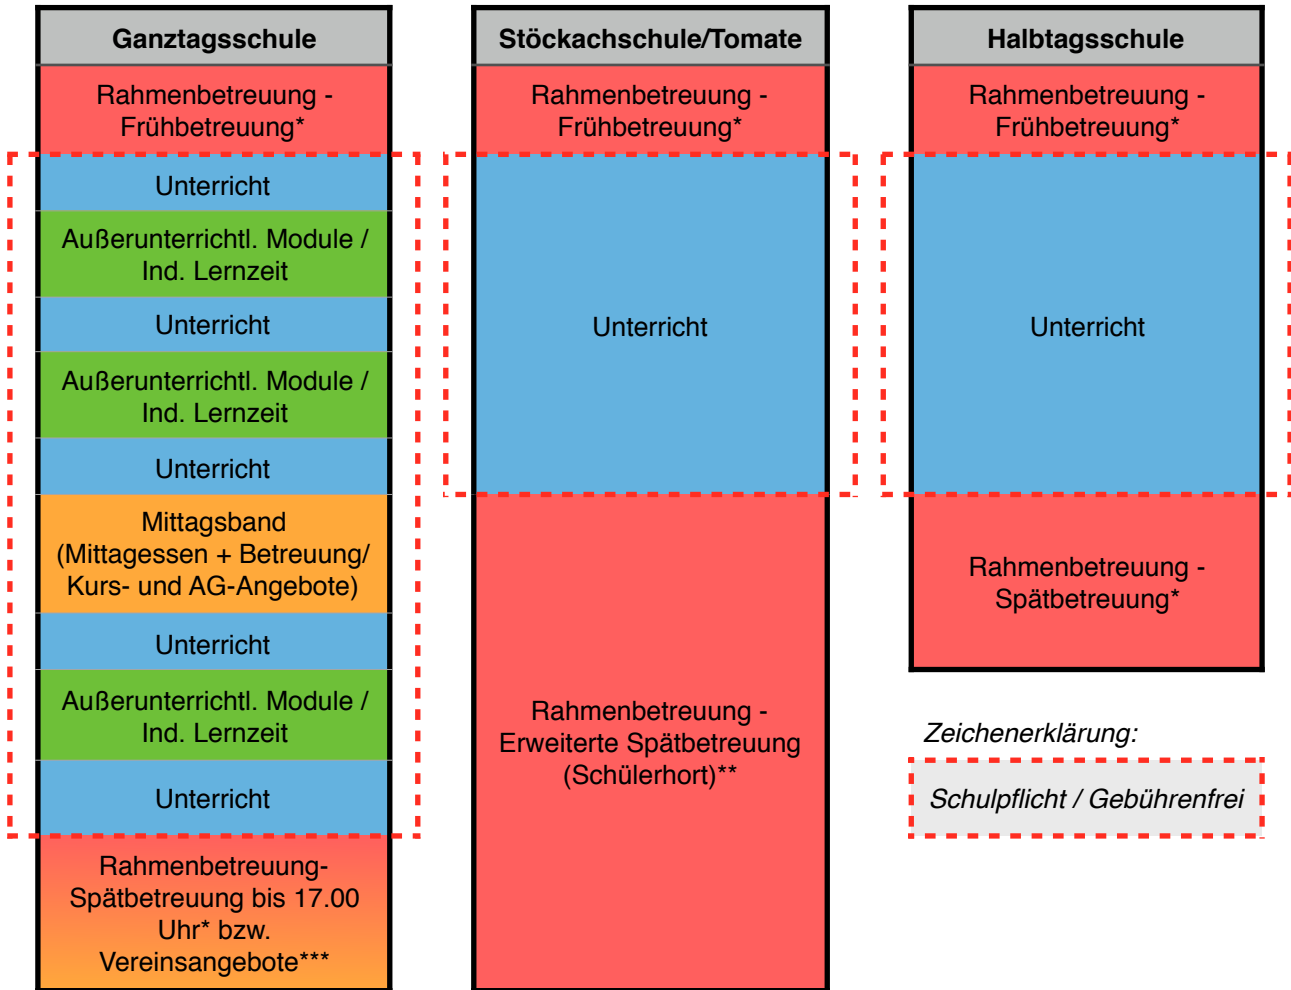 Ganztagsschule
Rahmenbetreuung -
Frühbetreuung*
Unterricht
Außerunterrichtl. Module /
Ind. Lernzeit
Unterricht
Außerunterrichtl. Module /
Ind. Lernzeit
Unterricht
Mittagsband
(Mittagessen + Betreuung/
Kurs- und AG-Angebote)
Unterricht
Außerunterrichtl. Module /
Ind. Lernzeit
Unterricht
Rahmenbetreuung-
Spätbetreuung bis 17.00
Uhr* bzw.
Vereinsangebote***
Stöckachschule/Tomate
Rahmenbetreuung -
Frühbetreuung*
Unterricht
Rahmenbetreuung -
Erweiterte Spätbetreuung
(Schülerhort)**
Halbtagsschule
Rahmenbetreuung -
Frühbetreuung*
Unterricht
Rahmenbetreuung -
Spätbetreuung*
Zeichenerklärung:
Schulpflicht / Gebührenfrei